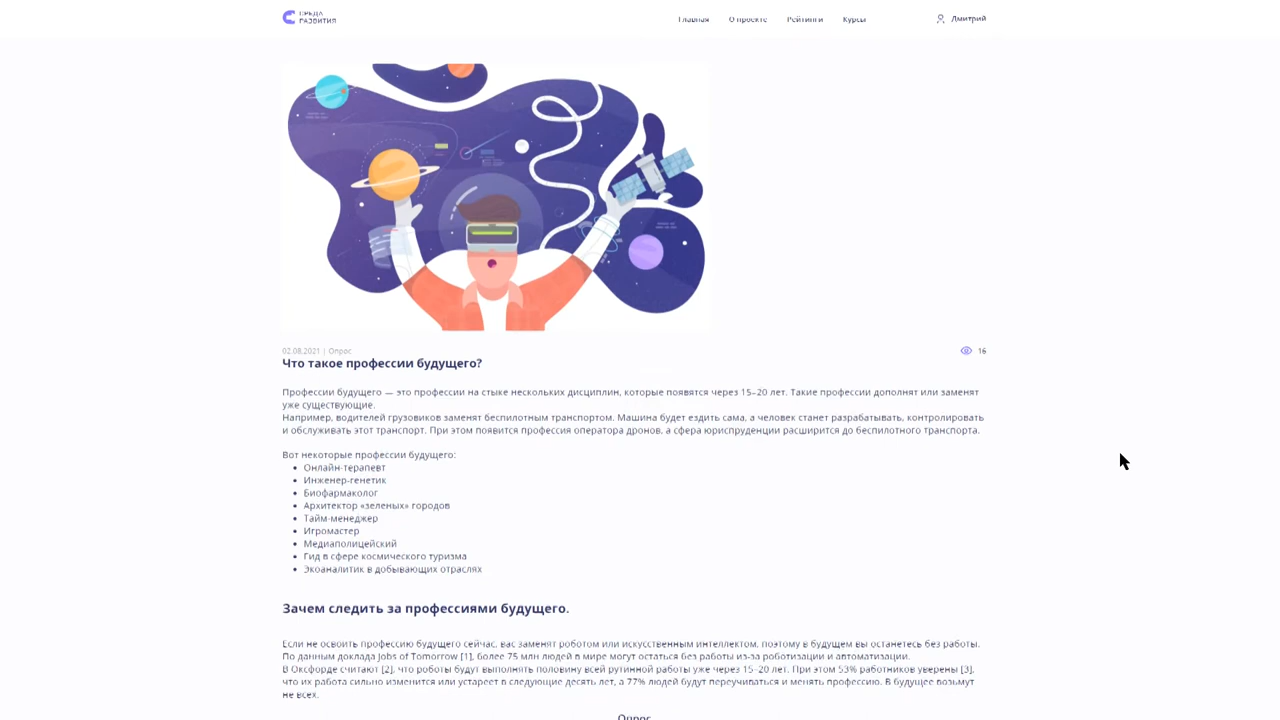 СРЕДА
РАЗВИТИЯ
Главная О проекте Рейтинги Курсы Дмитрий
02.08.2021 | Опрос 16
Что такое профессии будущего?
Профессии будущего — это профессии на стыке нескольких дисциплин, которые появятся через 15–20 лет. Такие профессии дополнят или заменят
уже существующие.
Например, водителей грузовиков заменят беспилотным транспортом. Машина будет ездить сама, а человек станет разрабатывать, контролировать
и обслуживать этот транспорт. При этом появится профессия оператора дронов, а сфера юриспруденции расширится до беспилотного транспорта.
Вот некоторые профессии будущего:
• Онлайн-терапевт
• Инженер-генетик
• Биофармаколог
• Архитектор «зеленых» городов
• Тайм-менеджер
• Игромастер
• Медиаполицейский
• Гид в сфере космического туризма
• Экоаналитик в добывающих отраслях
Зачем следить за профессиями будущего.
Если не освоить профессию будущего сейчас, вас заменят роботом или искусственным интеллектом, поэтому в будущем вы останетесь без работы.
По данным доклада Jobs of Tomorrow [1], более 75 млн людей в мире могут остаться без работы из-за роботизации и автоматизации.
В Оксфорде считают [2], что роботы будут выполнять половину всей рутинной работы уже через 15–20 лет. При этом 53% работников уверены [3],
что их работа сильно изменится или устареет в следующие десять лет, а 77% людей будут переучиваться и менять профессию. В будущее возьмут
не всех.
Опрос